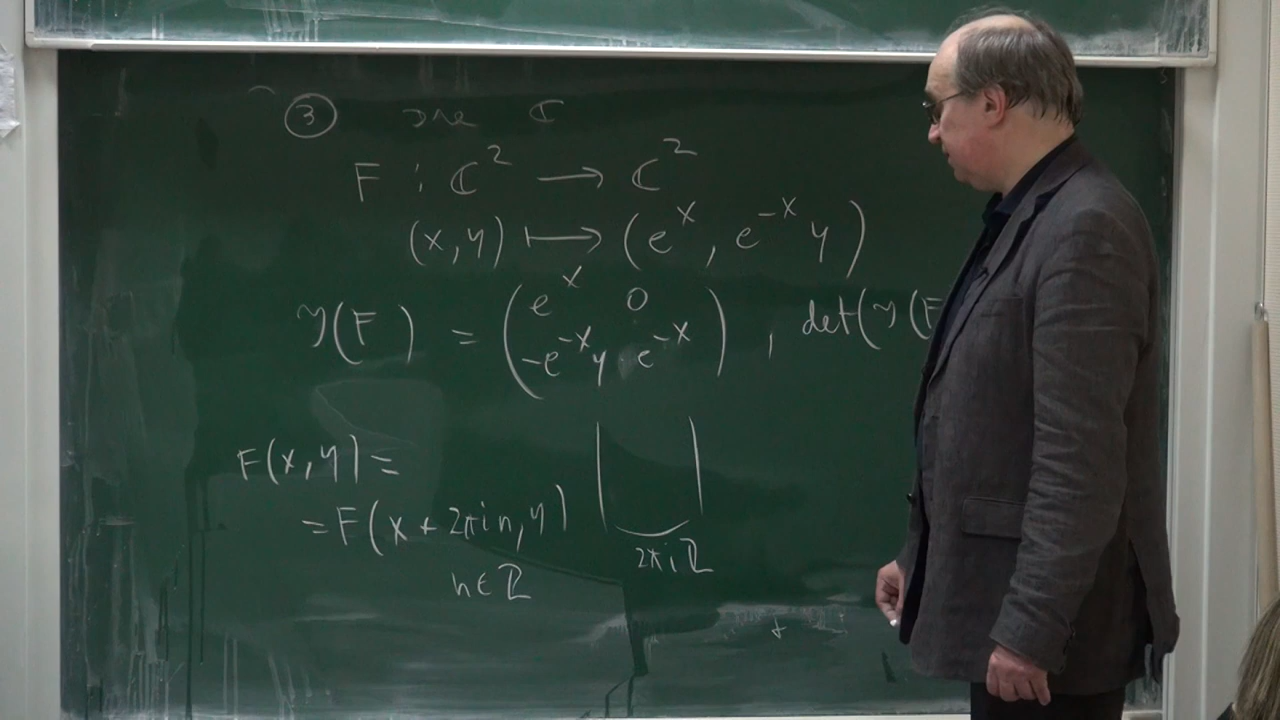 ③ ℂ
F : ℂ² → ℂ²
(x, y) ↦ (eˣ, e⁻ˣ y)
J(F) = ( eˣ 0 ; -e⁻ˣy e⁻ˣ ) , det(J(F
F(x, y) =
= F(x + 2πin, y)
n ∈ ℤ
2πiℤ